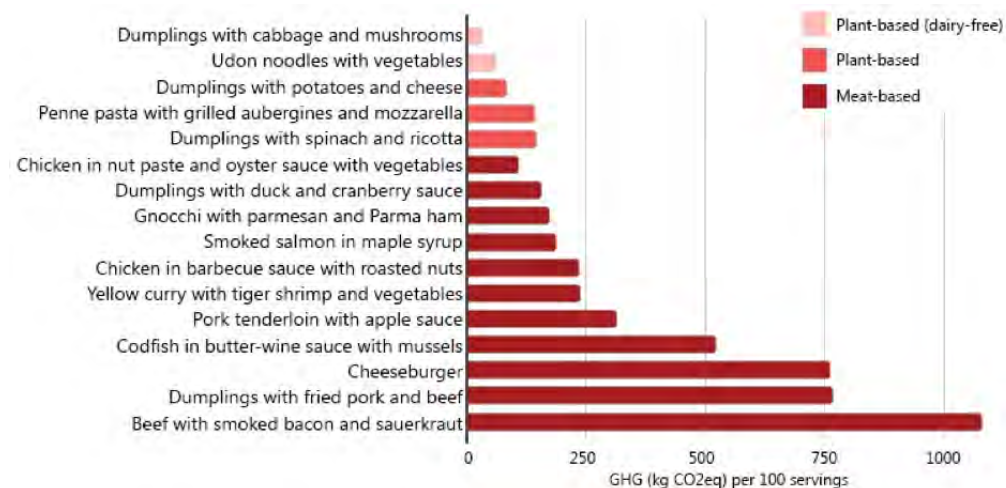 Plant-based (dairy-free)
Plant-based
Meat-based
Dumplings with cabbage and mushrooms
Udon noodles with vegetables
Dumplings with potatoes and cheese
Penne pasta with grilled aubergines and mozzarella
Dumplings with spinach and ricotta
Chicken in nut paste and oyster sauce with vegetables
Dumplings with duck and cranberry sauce
Gnocchi with parmesan and Parma ham
Smoked salmon in maple syrup
Chicken in barbecue sauce with roasted nuts
Yellow curry with tiger shrimp and vegetables
Pork tenderloin with apple sauce
Codfish in butter-wine sauce with mussels
Cheeseburger
Dumplings with fried pork and beef
Beef with smoked bacon and sauerkraut
0 250 500 750 1000
GHG (kg CO2eq) per 100 servings